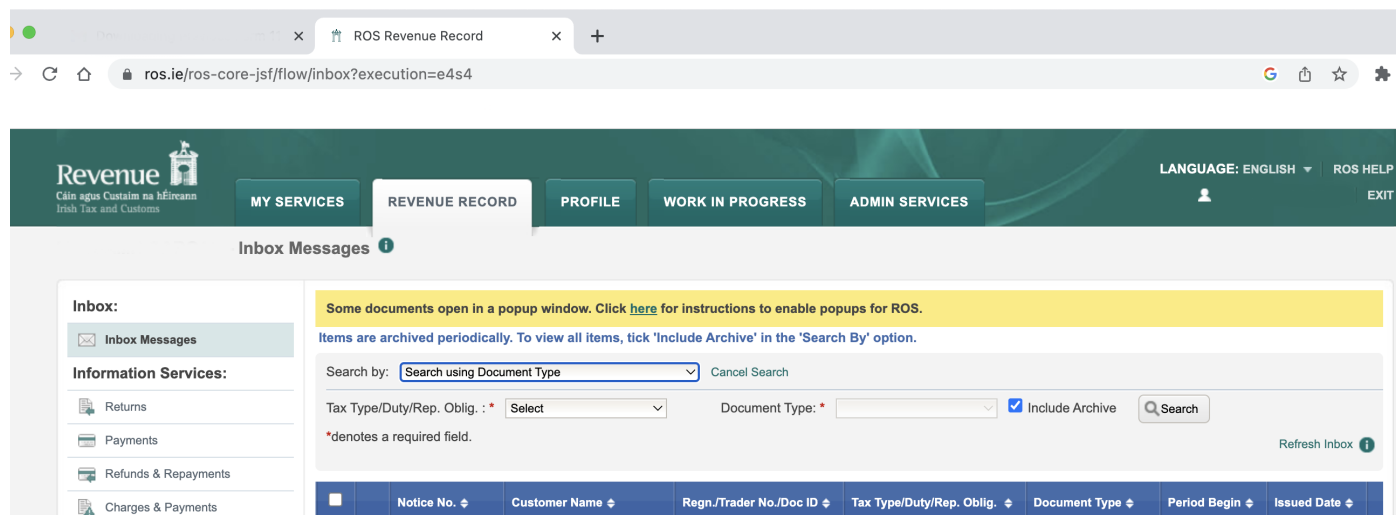 ROS Revenue Record
ros.ie/ros-core-jsf/flow/inbox?execution=e4s4
Revenue
Cáin agus Custaim na hÉireann
Irish Tax and Customs
MY SERVICES
REVENUE RECORD
PROFILE
WORK IN PROGRESS
ADMIN SERVICES
LANGUAGE: ENGLISH
ROS HELP
EXIT
Inbox Messages
Inbox:
Inbox Messages
Information Services:
Returns
Payments
Refunds & Repayments
Charges & Payments
Some documents open in a popup window. Click here for instructions to enable popups for ROS.
Items are archived periodically. To view all items, tick 'Include Archive' in the 'Search By' option.
Search by: Search using Document Type Cancel Search
Tax Type/Duty/Rep. Oblig. : * Select Document Type: * Include Archive Search
*denotes a required field.
Refresh Inbox
Notice No. Customer Name Regn./Trader No./Doc ID Tax Type/Duty/Rep. Oblig. Document Type Period Begin Issued Date